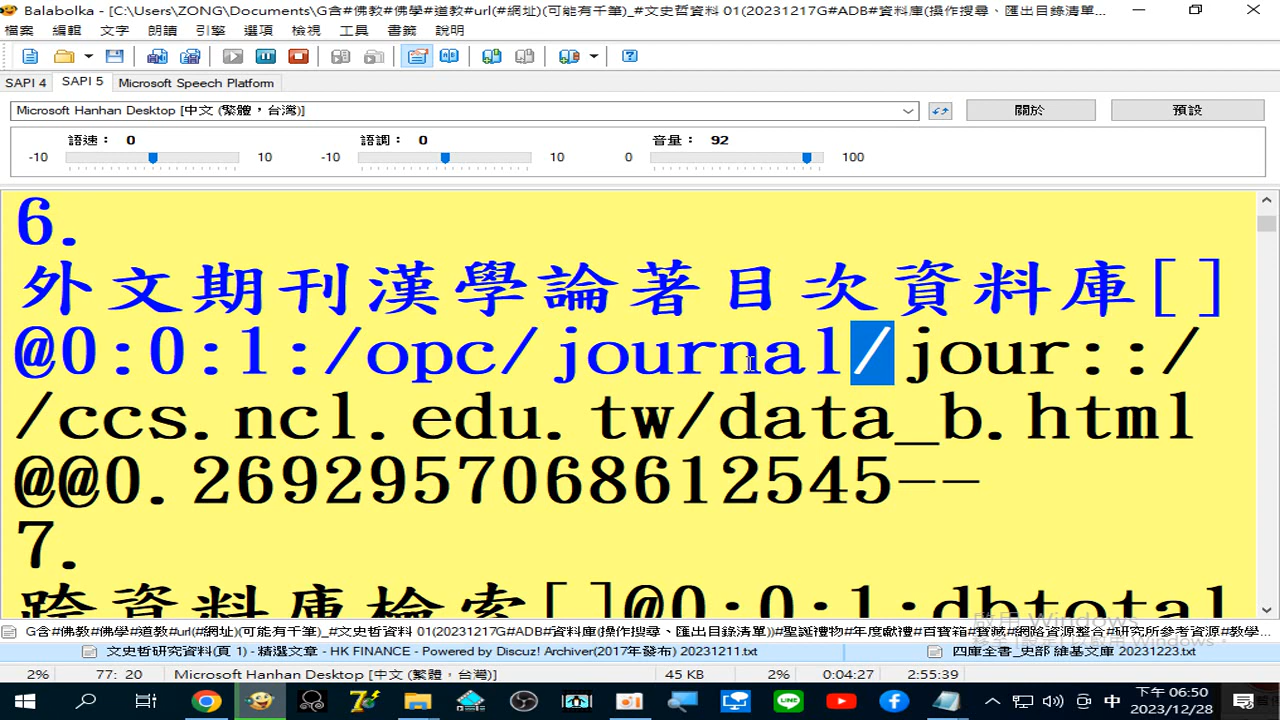 Balabolka - [C:\Users\ZONG\Documents\G含#佛教#佛學#道教#url(#網址)(可能有千筆)_#文史哲資料 01(20231217G#ADB#資料庫(操作搜尋、匯出目錄清單...
檔案 編輯 文字 朗讀 引擎 選項 檢視 工具 書籤 說明
SAPI 4 SAPI 5 Microsoft Speech Platform
Microsoft Hanhan Desktop [中文 (繁體，台灣)] 關於 預設
語速： 0 語調： 0 音量： 92
-10 10 -10 10 0 100
6.
外文期刊漢學論著目次資料庫[]
@0:0:1:/opc/journal/jour::/
/ccs.ncl.edu.tw/data_b.html
@@0.2692957068612545--
7.
跨資料庫檢索[]@0:0:1:dbtotal
啟用 Windows
G含#佛教#佛學#道教#url(#網址)(可能有千筆)_#文史哲資料 01(20231217G#ADB#資料庫(操作搜尋、匯出目錄清單))#聖誕禮物#年度獻禮#百寶箱#寶藏#網路資源整合#研究所參考資源#教學...
文史哲研究資料(頁 1) - 精選文章 - HK FINANCE - Powered by Discuz! Archiver(2017年發布) 20231211.txt 四庫全書_史部 維基文庫 20231223.txt
2% 77: 20 Microsoft Hanhan Desktop [中文 (繁體，台灣)] 45 KB 2% 0:04:27 2:55:39
中 下午 06:50
2023/12/28